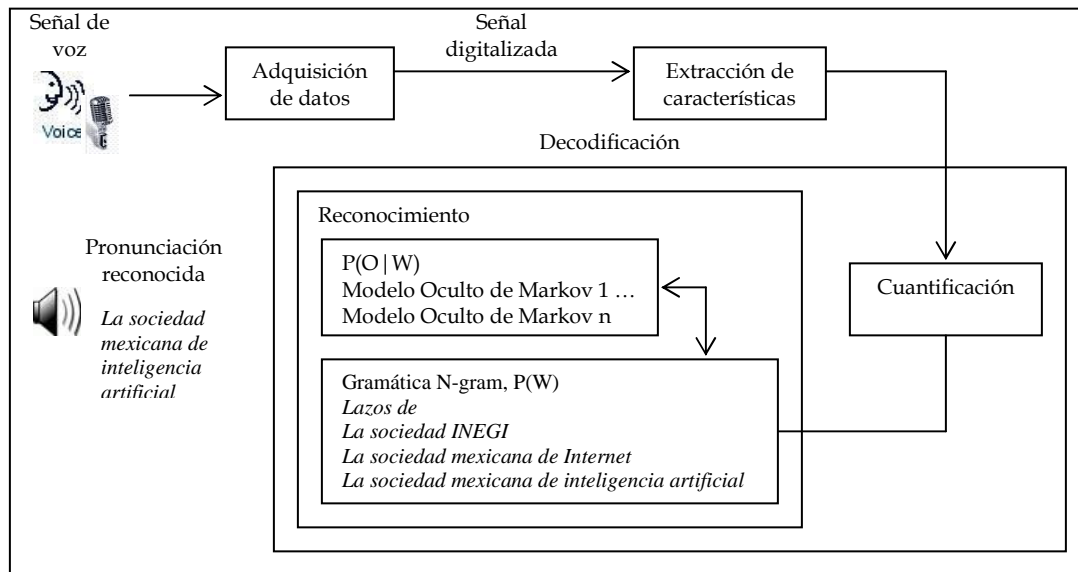 Señal de
voz
Voice
Adquisición
de datos
Señal
digitalizada
Extracción de
características
Decodificación
Reconocimiento
P(O|W)
Modelo Oculto de Markov 1 ...
Modelo Oculto de Markov n
Cuantificación
Gramática N-gram, P(W)
Lazos de
La sociedad INEGI
La sociedad mexicana de Internet
La sociedad mexicana de inteligencia artificial
Pronunciación
reconocida
La sociedad
mexicana de
inteligencia
artificial